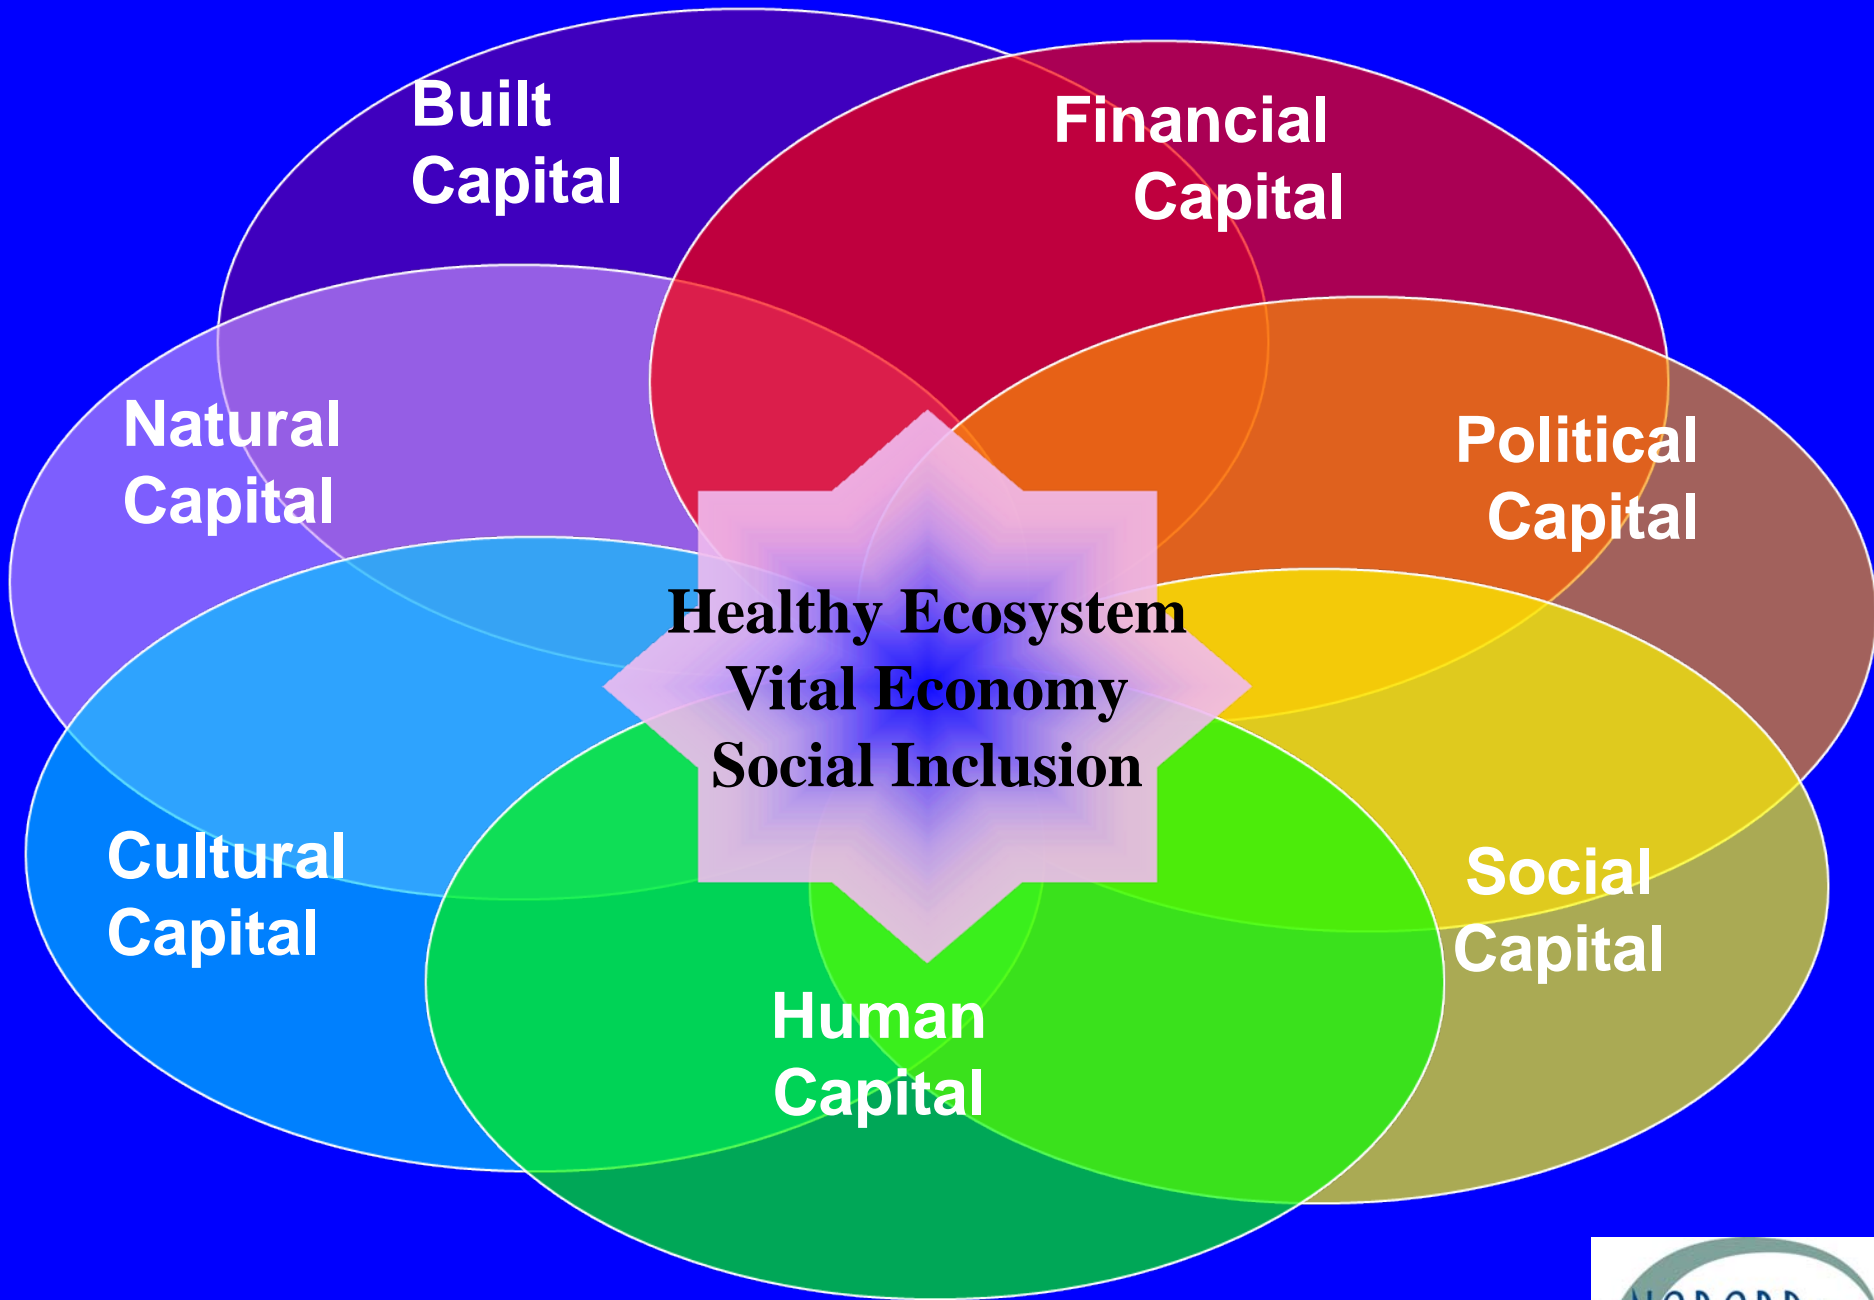 Built
Capital
Financial
Capital
Natural
Capital
Political
Capital
Healthy Ecosystem
Vital Economy
Social Inclusion
Cultural
Capital
Social
Capital
Human
Capital